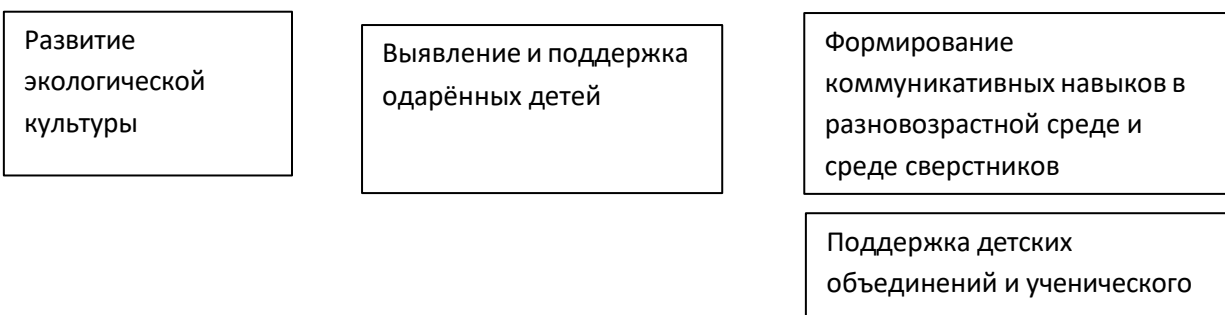 Развитие
экологической
культуры
Выявление и поддержка
одарённых детей
Формирование
коммуникативных навыков в
разновозрастной среде и
среде сверстников
Поддержка детских
объединений и ученического